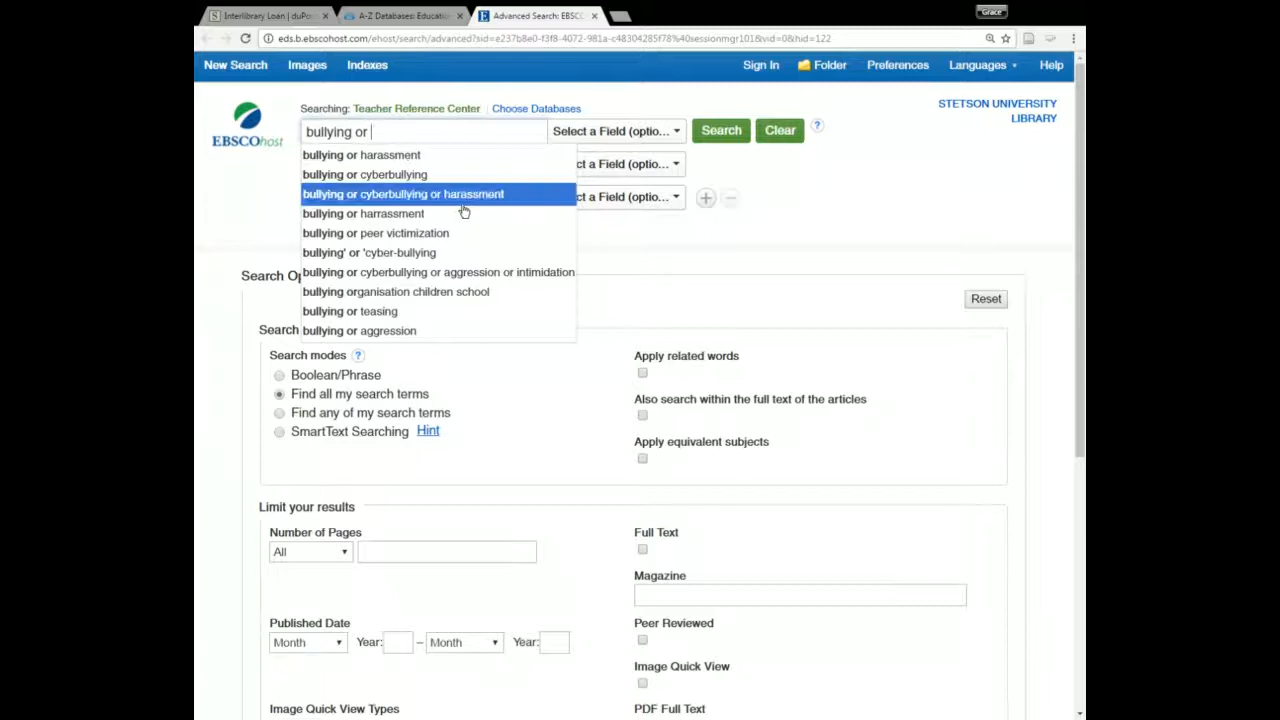 Interlibrary Loan | duPo
A-Z Databases: Educatio
Advanced Search: EBSC
Grace
eds.b.ebscohost.com/ehost/search/advanced?sid=e237b8e0-f3f8-4072-981a-c48304285f78%40sessionmgr101&vid=0&hid=122
New Search Images Indexes Sign In Folder Preferences Languages Help
Searching: Teacher Reference Center Choose Databases
STETSON UNIVERSITY
LIBRARY
EBSCOhost
bullying or Select a Field (optio... Search Clear ?
bullying or harassment
ct a Field (optio...
bullying or cyberbullying
bullying or cyberbullying or harassment
ct a Field (optio...
bullying or harrassment
bullying or peer victimization
bullying' or 'cyber-bullying
bullying or cyberbullying or aggression or intimidation
bullying organisation children school
bullying or teasing
bullying or aggression
Search Op
Reset
Search
Search modes ?
Boolean/Phrase
Find all my search terms
Find any of my search terms
SmartText Searching Hint
Apply related words
Also search within the full text of the articles
Apply equivalent subjects
Limit your results
Number of Pages
All
Full Text
Magazine
Published Date
Month Year: – Month Year:
Peer Reviewed
Image Quick View
Image Quick View Types
PDF Full Text